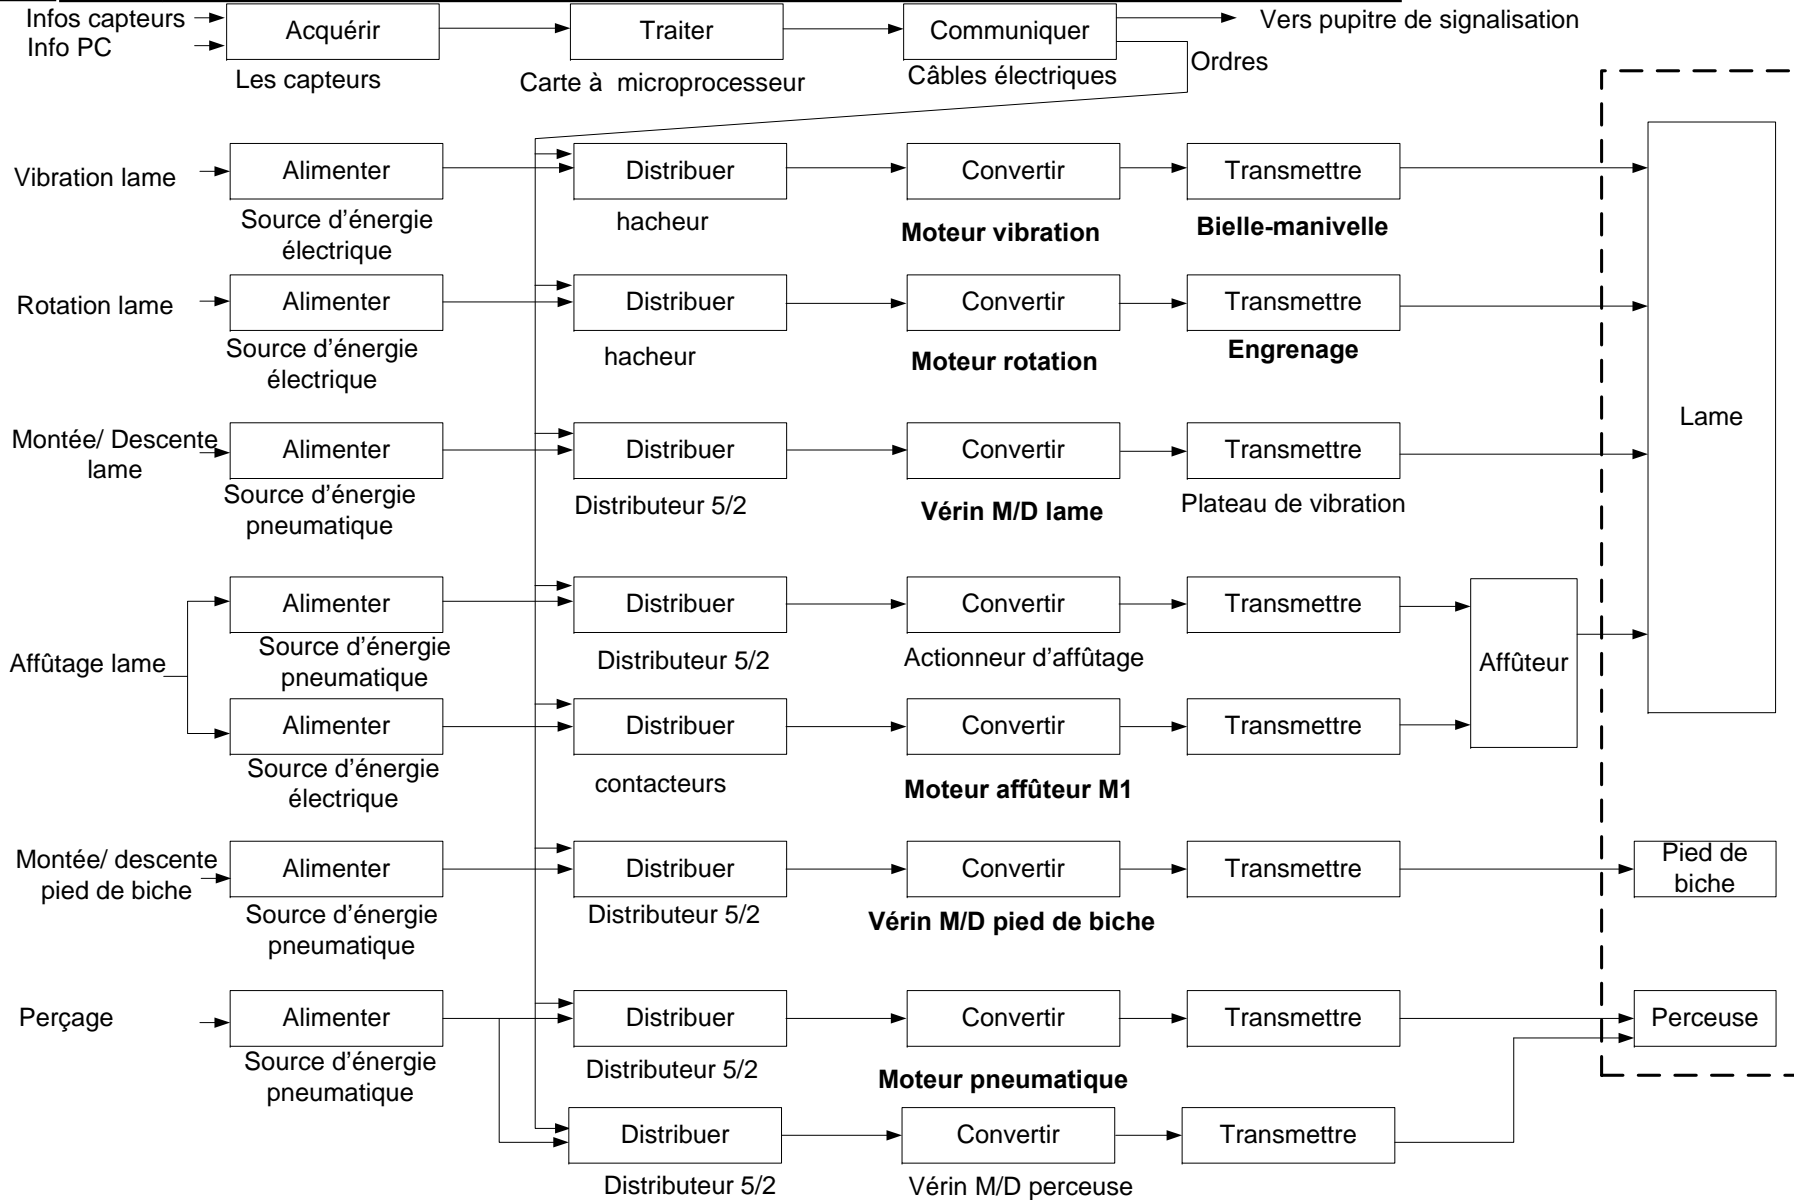 Infos capteurs
Info PC
Acquérir
Traiter
Communiquer
Vers pupitre de signalisation
Les capteurs
Carte à microprocesseur
Câbles électriques
Ordres
Vibration lame
Alimenter
Distribuer
Convertir
Transmettre
Source d'énergie
électrique
hacheur
Moteur vibration
Bielle-manivelle
Rotation lame
Alimenter
Distribuer
Convertir
Transmettre
Source d'énergie
électrique
hacheur
Moteur rotation
Engrenage
Lame
Montée/ Descente
lame
Alimenter
Distribuer
Convertir
Transmettre
Source d'énergie
pneumatique
Distributeur 5/2
Vérin M/D lame
Plateau de vibration
Affûtage lame
Alimenter
Distribuer
Convertir
Transmettre
Source d'énergie
pneumatique
Distributeur 5/2
Actionneur d'affûtage
Affûteur
Alimenter
Distribuer
Convertir
Transmettre
Source d'énergie
électrique
contacteurs
Moteur affûteur M1
Montée/ descente
pied de biche
Alimenter
Distribuer
Convertir
Transmettre
Pied de
biche
Source d'énergie
pneumatique
Distributeur 5/2
Vérin M/D pied de biche
Perçage
Alimenter
Distribuer
Convertir
Transmettre
Perceuse
Source d'énergie
pneumatique
Distributeur 5/2
Moteur pneumatique
Distribuer
Convertir
Transmettre
Distributeur 5/2
Vérin M/D perceuse